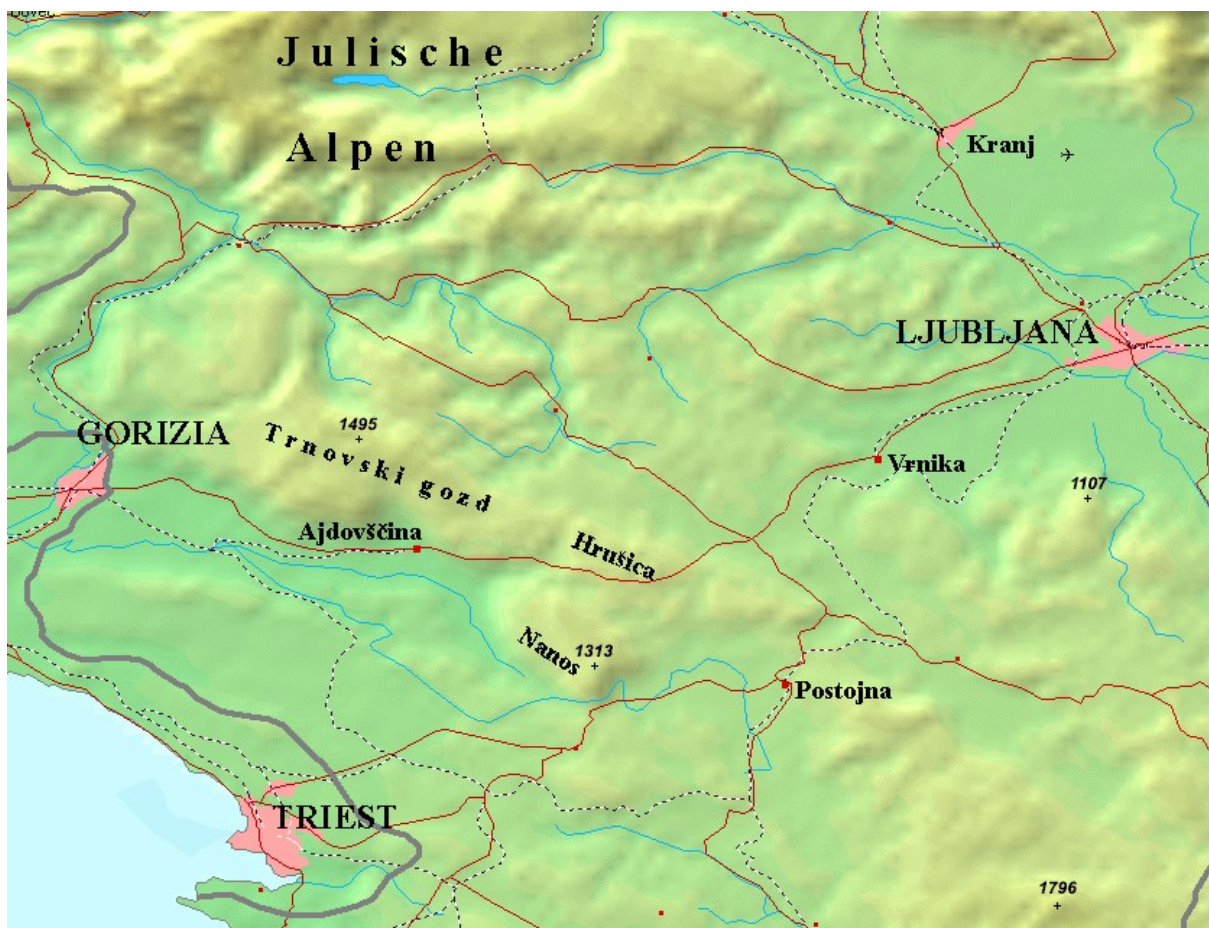 Julische
Alpen
Kranj
LJUBLJANA
GORIZIA
1495
Trnovski gozd
Vrnika
1107
Ajdovščina
Hrušica
Nanos
1313
Postojna
TRIEST
1796